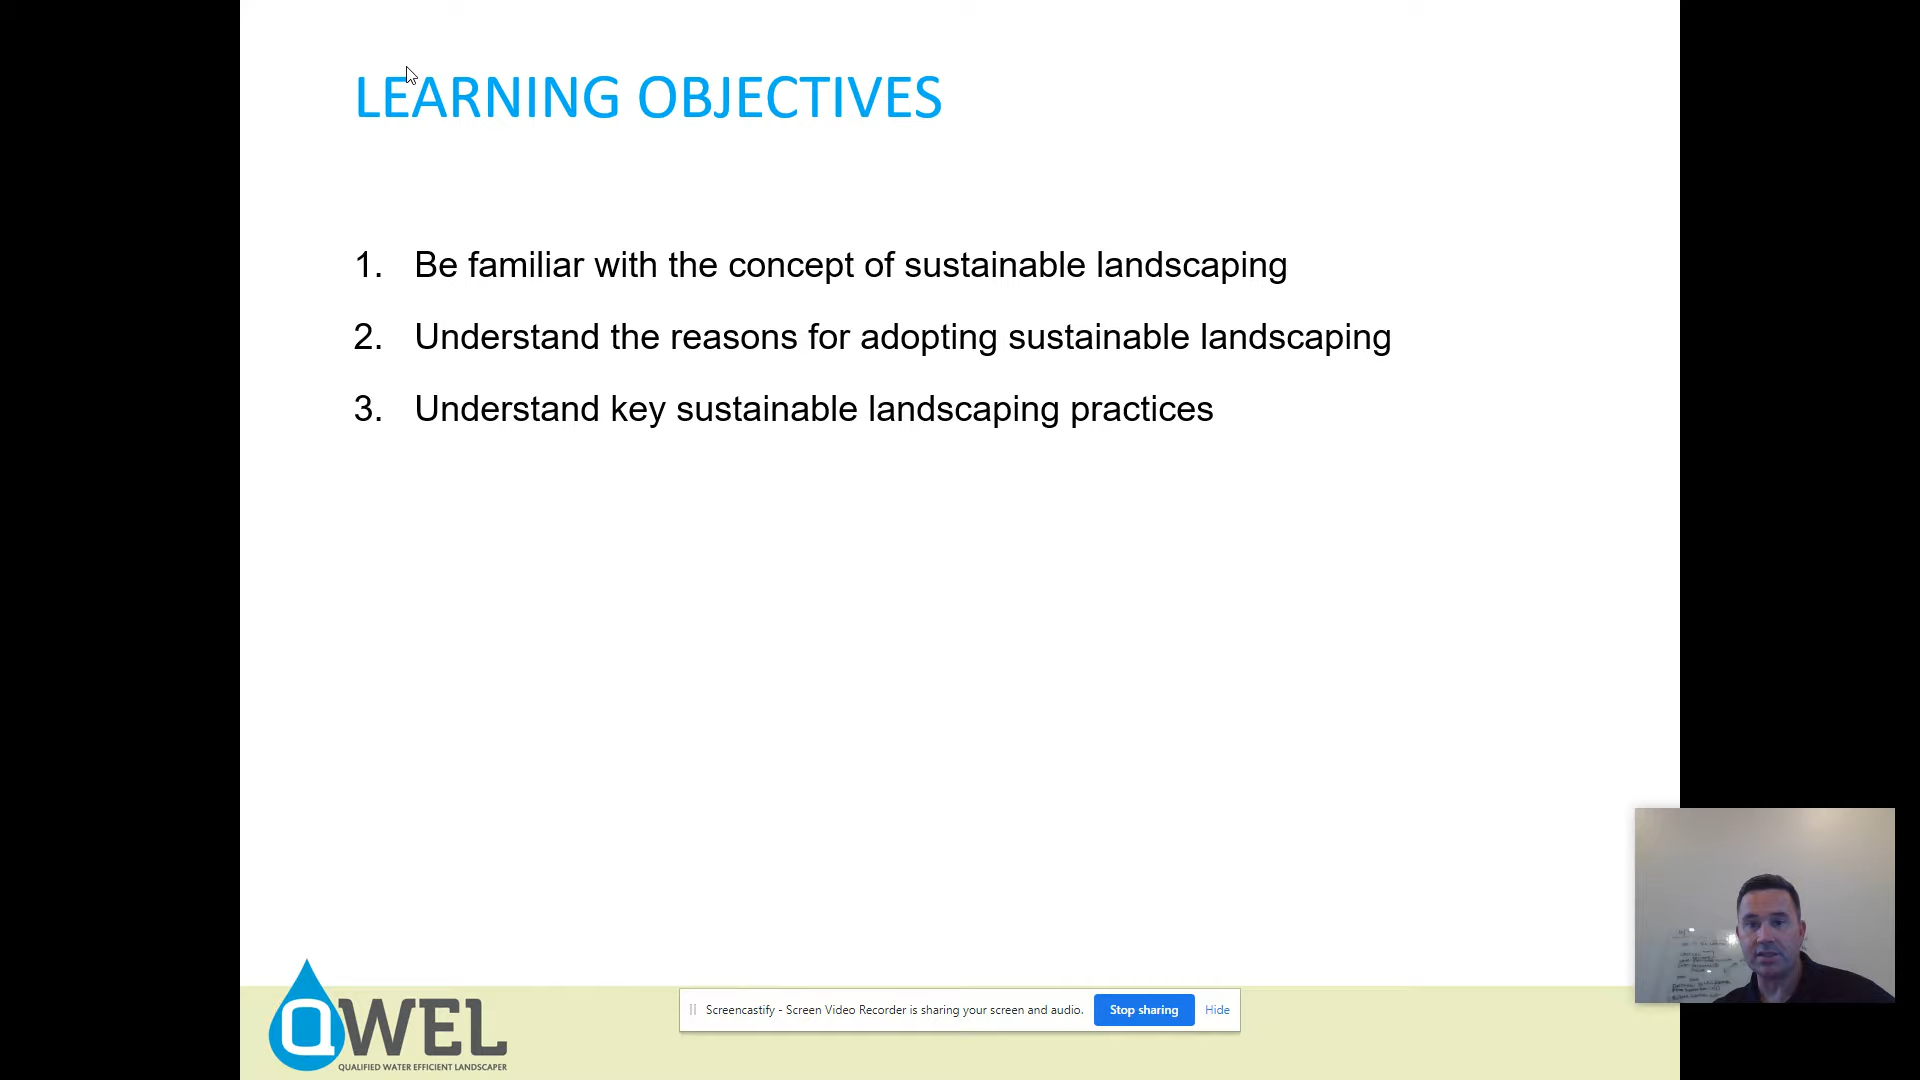 LEARNING OBJECTIVES
1. Be familiar with the concept of sustainable landscaping
2. Understand the reasons for adopting sustainable landscaping
3. Understand key sustainable landscaping practices
QWEL
QUALIFIED WATER EFFICIENT LANDSCAPER
Screencastify - Screen Video Recorder is sharing your screen and audio. Stop sharing Hide